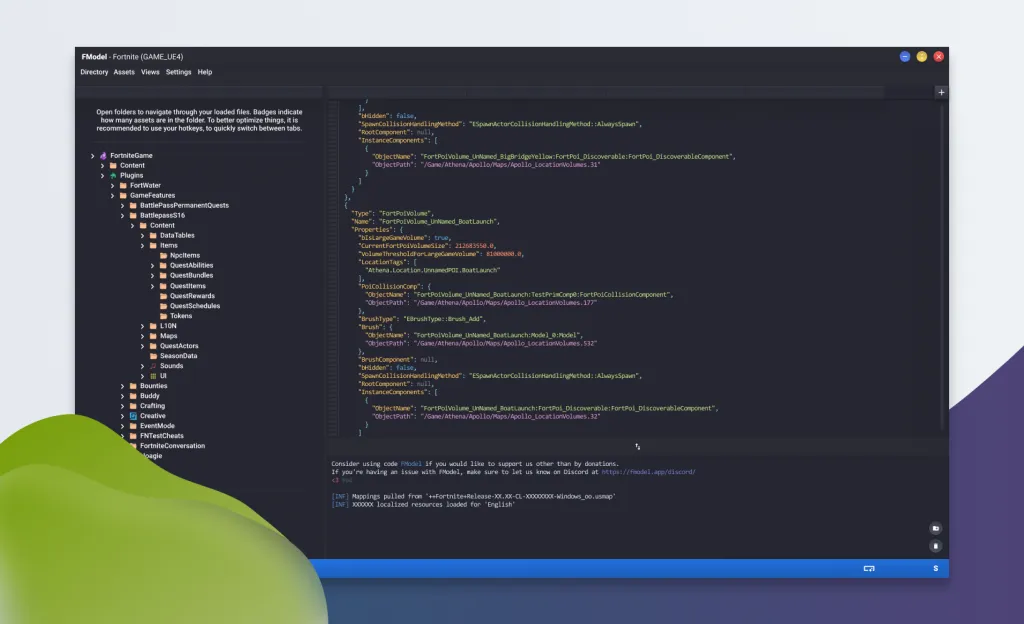 FModel - Fortnite (GAME_UE4)
Directory Assets Views Settings Help
Open folders to navigate through your loaded files. Badges indicate
how many assets are in the folder. To better optimize things, it is
recommended to use your hotkeys, to quickly switch between tabs.
FortniteGame
Content
Plugins
FortWater
GameFeatures
BattlePassPermanentQuests
BattlepassS16
Content
DataTables
Items
NpcItems
QuestAbilities
QuestBundles
QuestItems
QuestRewards
QuestSchedules
Tokens
L10N
Maps
QuestActors
SeasonData
Sounds
UI
Bounties
Buddy
Crafting
Creative
EventMode
FNTestCheats
FortniteConversation
+
}
],
"bHidden": false,
"SpawnCollisionHandlingMethod": "ESpawnActorCollisionHandlingMethod::AlwaysSpawn",
"RootComponent": null,
"InstanceComponents": [
{
"ObjectName": "FortPoiVolume_UnNamed_BigBridgeYellow:FortPoi_Discoverable:FortPoi_DiscoverableComponent",
"ObjectPath": "/Game/Athena/Apollo/Maps/Apollo_LocationVolumes.31"
}
]
}
},
{
"Type": "FortPoiVolume",
"Name": "FortPoiVolume_UnNamed_BoatLaunch",
"Properties": {
"bIsLargeGameVolume": true,
"CurrentFortPoiVolumeSize": 212683550.0,
"VolumeThresholdForLargeGameVolume": 81000000.0,
"LocationTags": [
"Athena.Location.UnnamedPOI.BoatLaunch"
],
"PoiCollisionComp": {
"ObjectName": "FortPoiVolume_UnNamed_BoatLaunch:TestPrimComp0:FortPoiCollisionComponent",
"ObjectPath": "/Game/Athena/Apollo/Maps/Apollo_LocationVolumes.177"
},
"BrushType": "EBrushType::Brush_Add",
"Brush": {
"ObjectName": "FortPoiVolume_UnNamed_BoatLaunch:Model_0:Model",
"ObjectPath": "/Game/Athena/Apollo/Maps/Apollo_LocationVolumes.532"
},
"BrushComponent": null,
"bHidden": false,
"SpawnCollisionHandlingMethod": "ESpawnActorCollisionHandlingMethod::AlwaysSpawn",
"RootComponent": null,
"InstanceComponents": [
{
"ObjectName": "FortPoiVolume_UnNamed_BoatLaunch:FortPoi_Discoverable:FortPoi_DiscoverableComponent",
"ObjectPath": "/Game/Athena/Apollo/Maps/Apollo_LocationVolumes.32"
}
]
Consider using code FModel if you would like to support us other than by donations.
If you're having an issue with FModel, make sure to let us know on Discord at https://fmodel.app/discord/
[INF] Mappings pulled from '++Fortnite+Release-XX.XX-CL-XXXXXXXX-Windows_oo.usmap'
[INF] XXXXXX localized resources loaded for 'English'
S